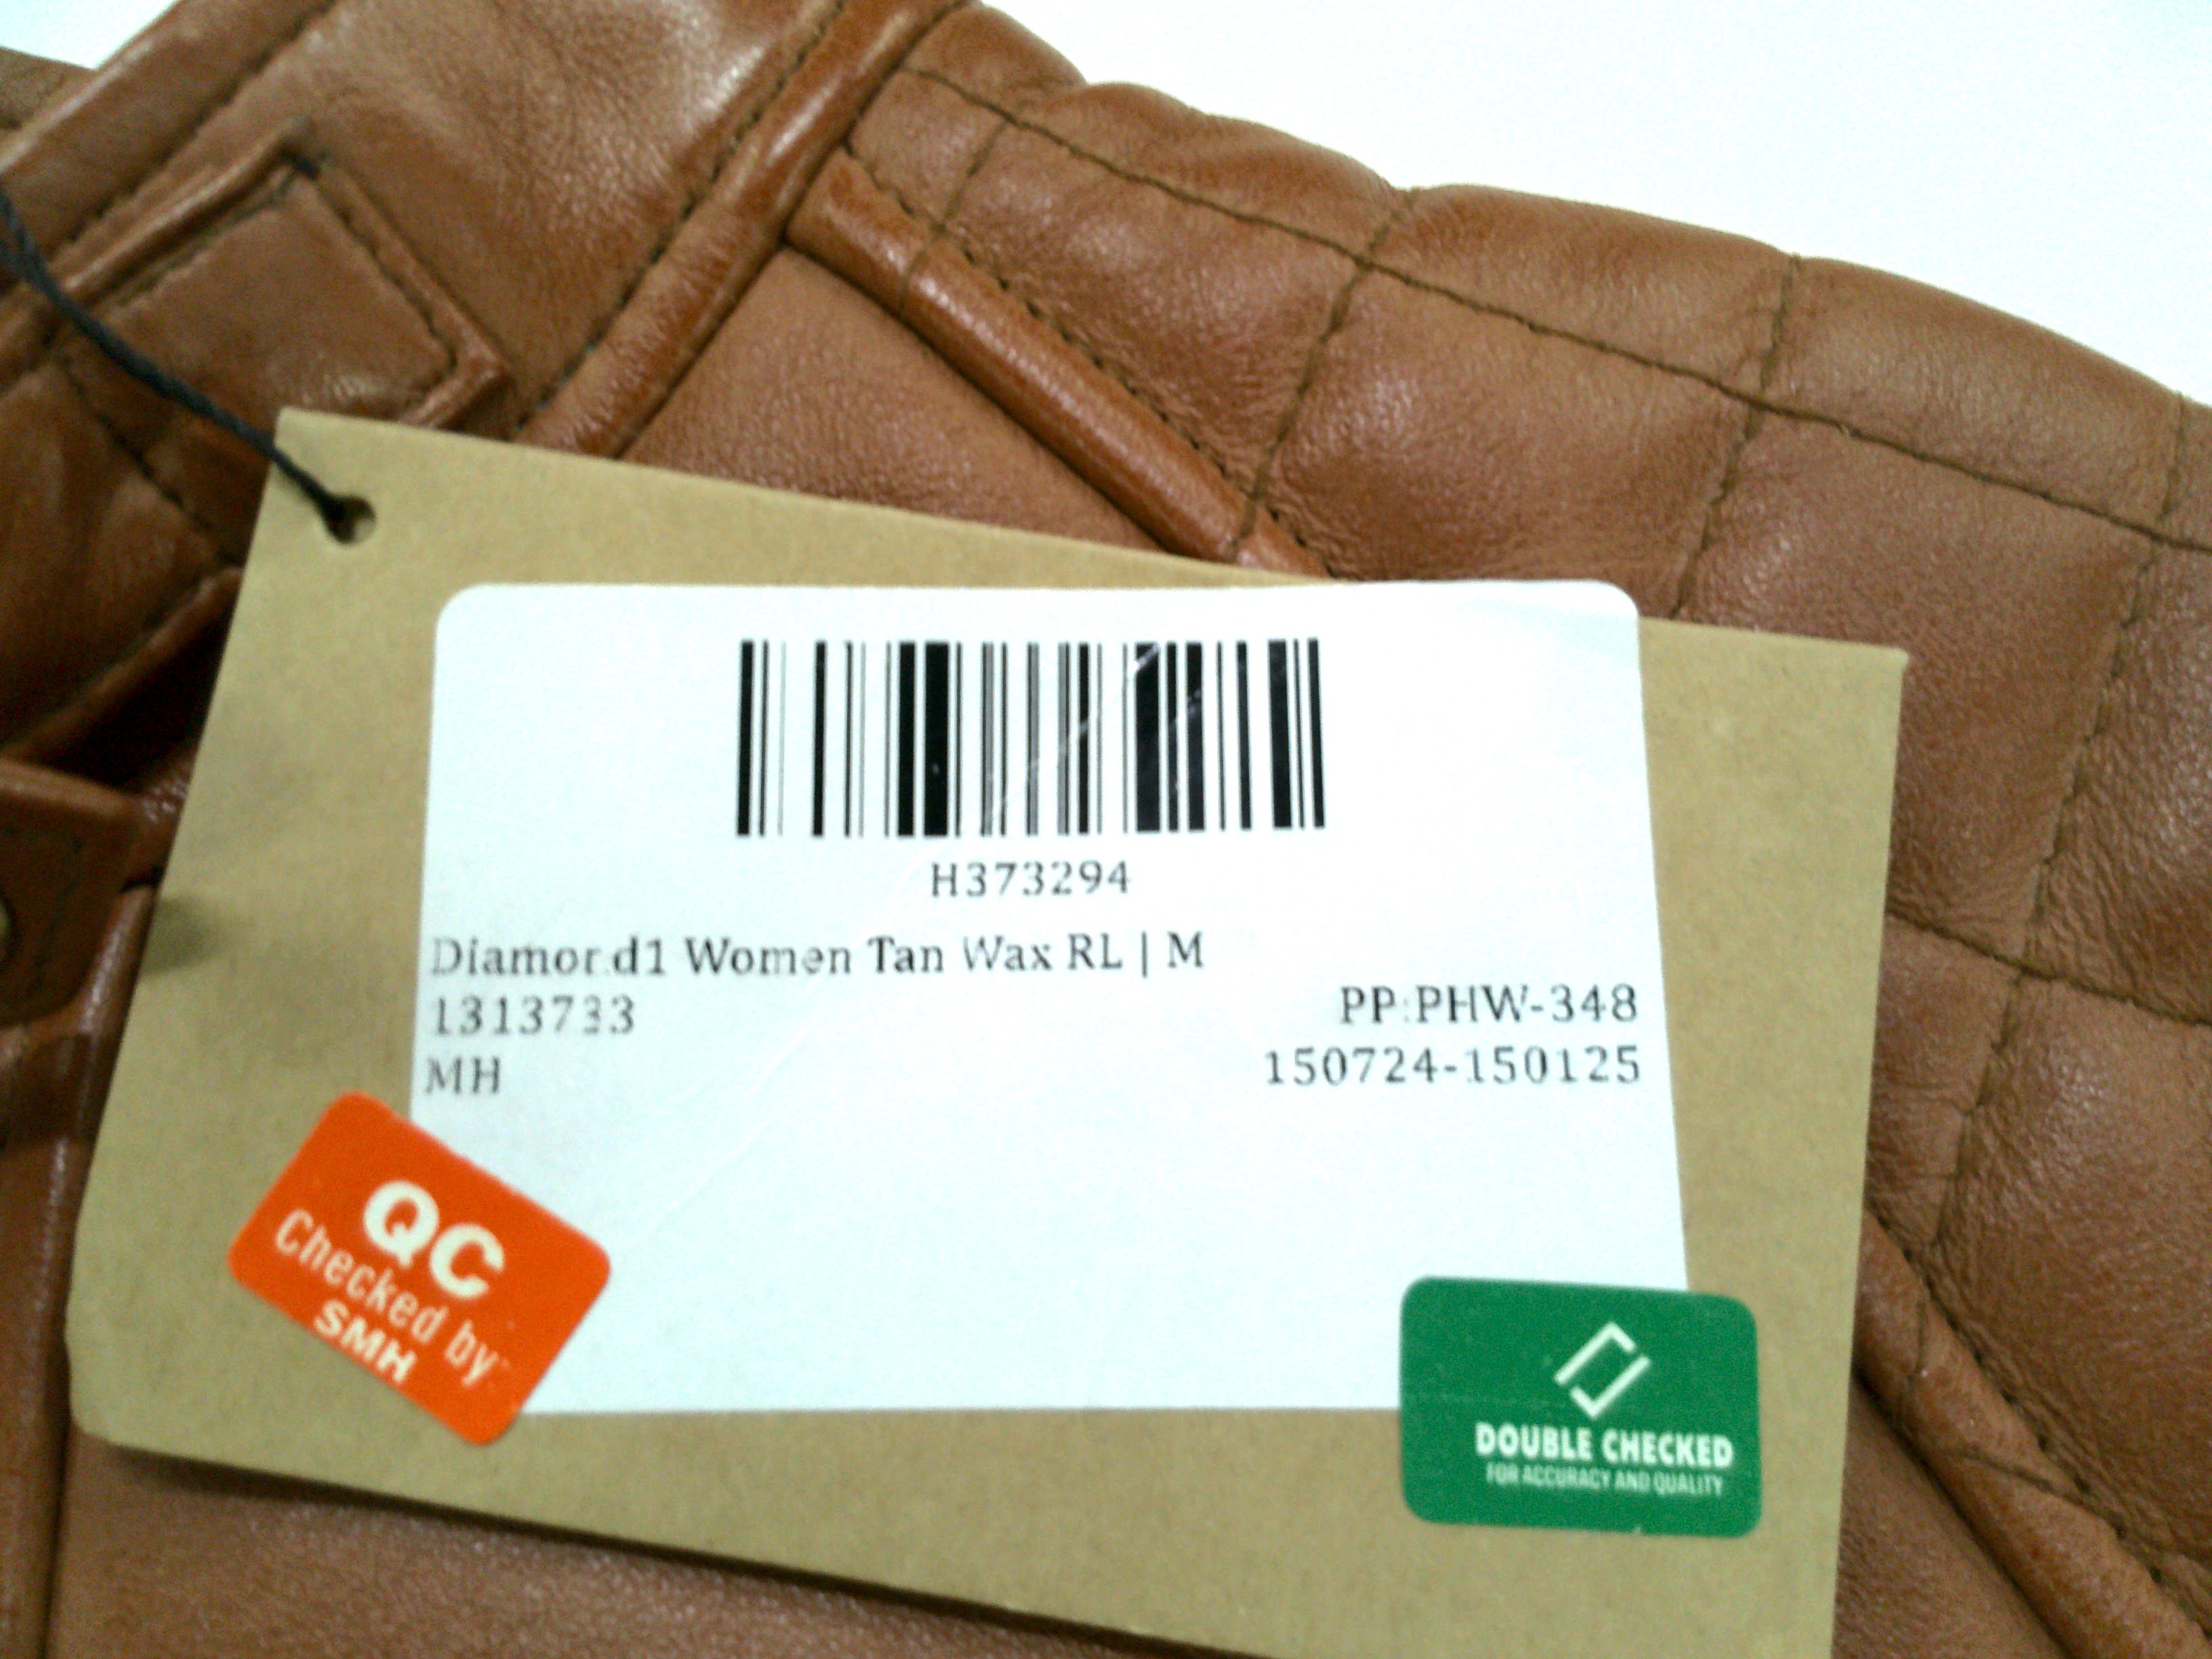 H373294
Diamond1 Women Tan Wax RL | M
1313733
PP:PHW-348
MH
150724-150125
QC
Checked by
SMH
DOUBLE CHECKED
FOR ACCURACY AND QUALITY